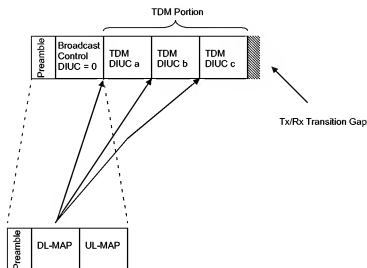 TDM Portion
Preamble
Broadcast
Control
DIUC = 0
TDM
DIUC a
TDM
DIUC b
TDM
DIUC c
Tx/Rx Transition Gap
Preamble
DL-MAP
UL-MAP